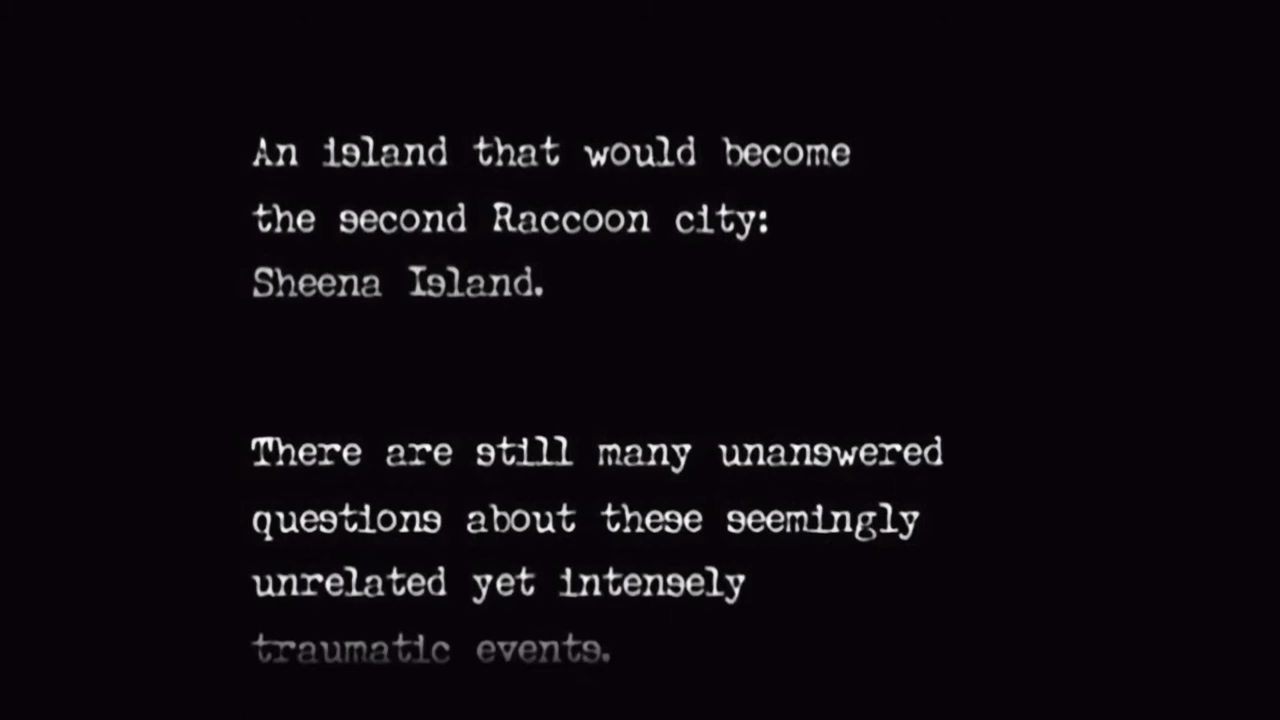 An island that would become
the second Raccoon city:
Sheena Island.
There are still many unanswered
questions about these seemingly
unrelated yet intensely
traumatic events.